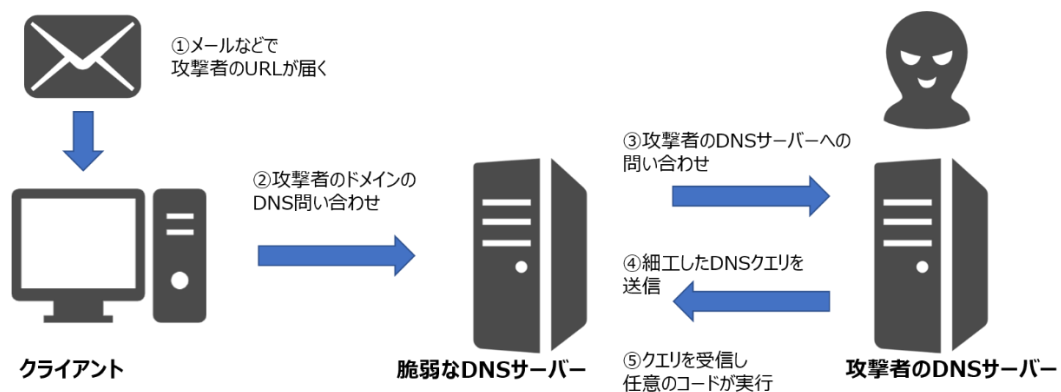 ①メールなどで
攻撃者のURLが届く
②攻撃者のドメインの
DNS問い合わせ
③攻撃者のDNSサーバーへの
問い合わせ
④細工したDNSクエリを
送信
⑤クエリを受信し
任意のコードが実行
クライアント
脆弱なDNSサーバー
攻撃者のDNSサーバー